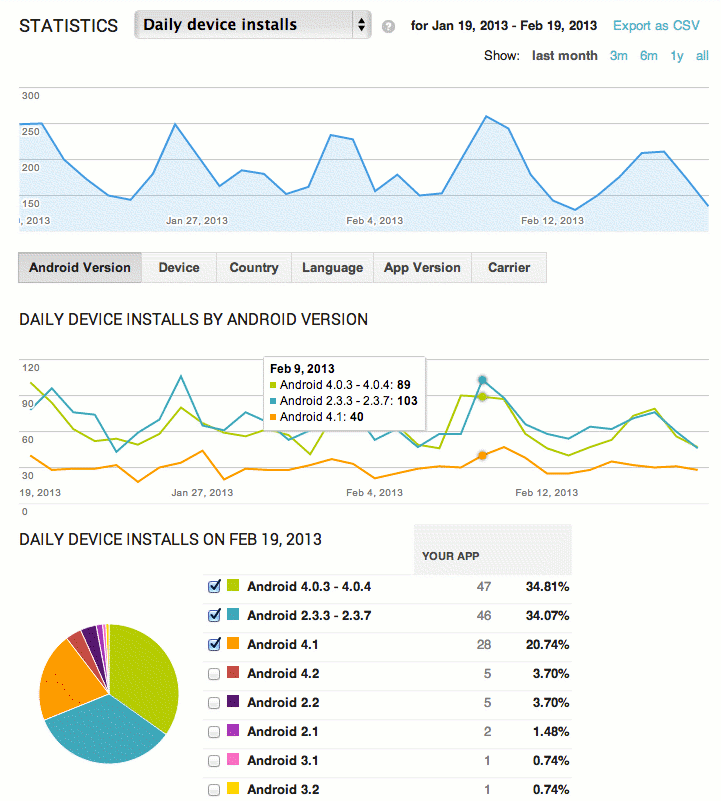 STATISTICS Daily device installs ? for Jan 19, 2013 - Feb 19, 2013 Export as CSV
Show: last month 3m 6m 1y all
300
250
200
150
, 2013 Jan 27, 2013 Feb 4, 2013 Feb 12, 2013
Android Version Device Country Language App Version Carrier
DAILY DEVICE INSTALLS BY ANDROID VERSION
120
90
60
30
Feb 9, 2013
Android 4.0.3 - 4.0.4: 89
Android 2.3.3 - 2.3.7: 103
Android 4.1: 40
19, 2013 Jan 27, 2013 Feb 4, 2013 Feb 12, 2013
0
DAILY DEVICE INSTALLS ON FEB 19, 2013
YOUR APP
Android 4.0.3 - 4.0.4 47 34.81%
Android 2.3.3 - 2.3.7 46 34.07%
Android 4.1 28 20.74%
Android 4.2 5 3.70%
Android 2.2 5 3.70%
Android 2.1 2 1.48%
Android 3.1 1 0.74%
Android 3.2 1 0.74%